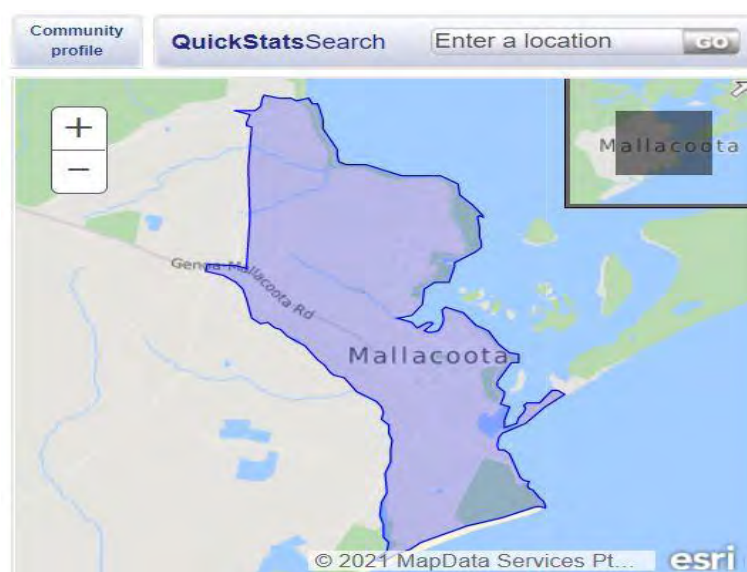 Community
profile
QuickStatsSearch
Enter a location
GO
+
−
Mallacoota
Genoa-Mallacoota Rd
Mallacoota
© 2021 MapData Services Pt...
esri